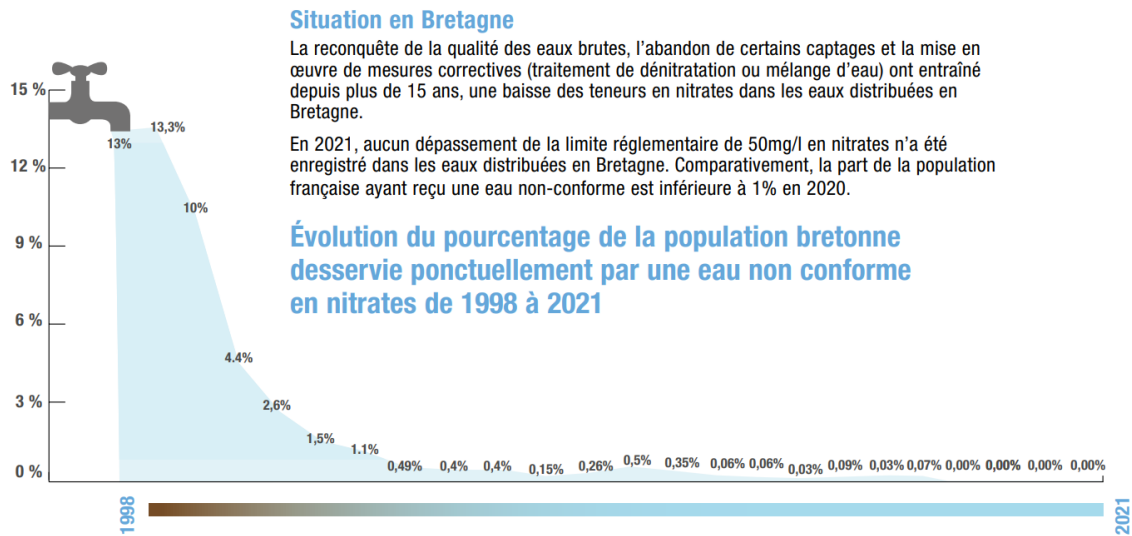 Situation en Bretagne
La reconquête de la qualité des eaux brutes, l'abandon de certains captages et la mise en
œuvre de mesures correctives (traitement de dénitratation ou mélange d'eau) ont entraîné
depuis plus de 15 ans, une baisse des teneurs en nitrates dans les eaux distribuées en
Bretagne.
En 2021, aucun dépassement de la limite réglementaire de 50mg/l en nitrates n'a été
enregistré dans les eaux distribuées en Bretagne. Comparativement, la part de la population
française ayant reçu une eau non-conforme est inférieure à 1% en 2020.
Évolution du pourcentage de la population bretonne
desservie ponctuellement par une eau non conforme
en nitrates de 1998 à 2021
15 %
12 %
9 %
6 %
3 %
0 %
13%
13,3%
10%
4.4%
2,6%
1,5%
1.1%
0,49%
0,4%
0,4%
0,15%
0,26%
0,5%
0,35%
0,06%
0,06%
0,03%
0,09%
0,03%
0,07%
0,00%
0,00%
0,00%
0,00%
1998
2021